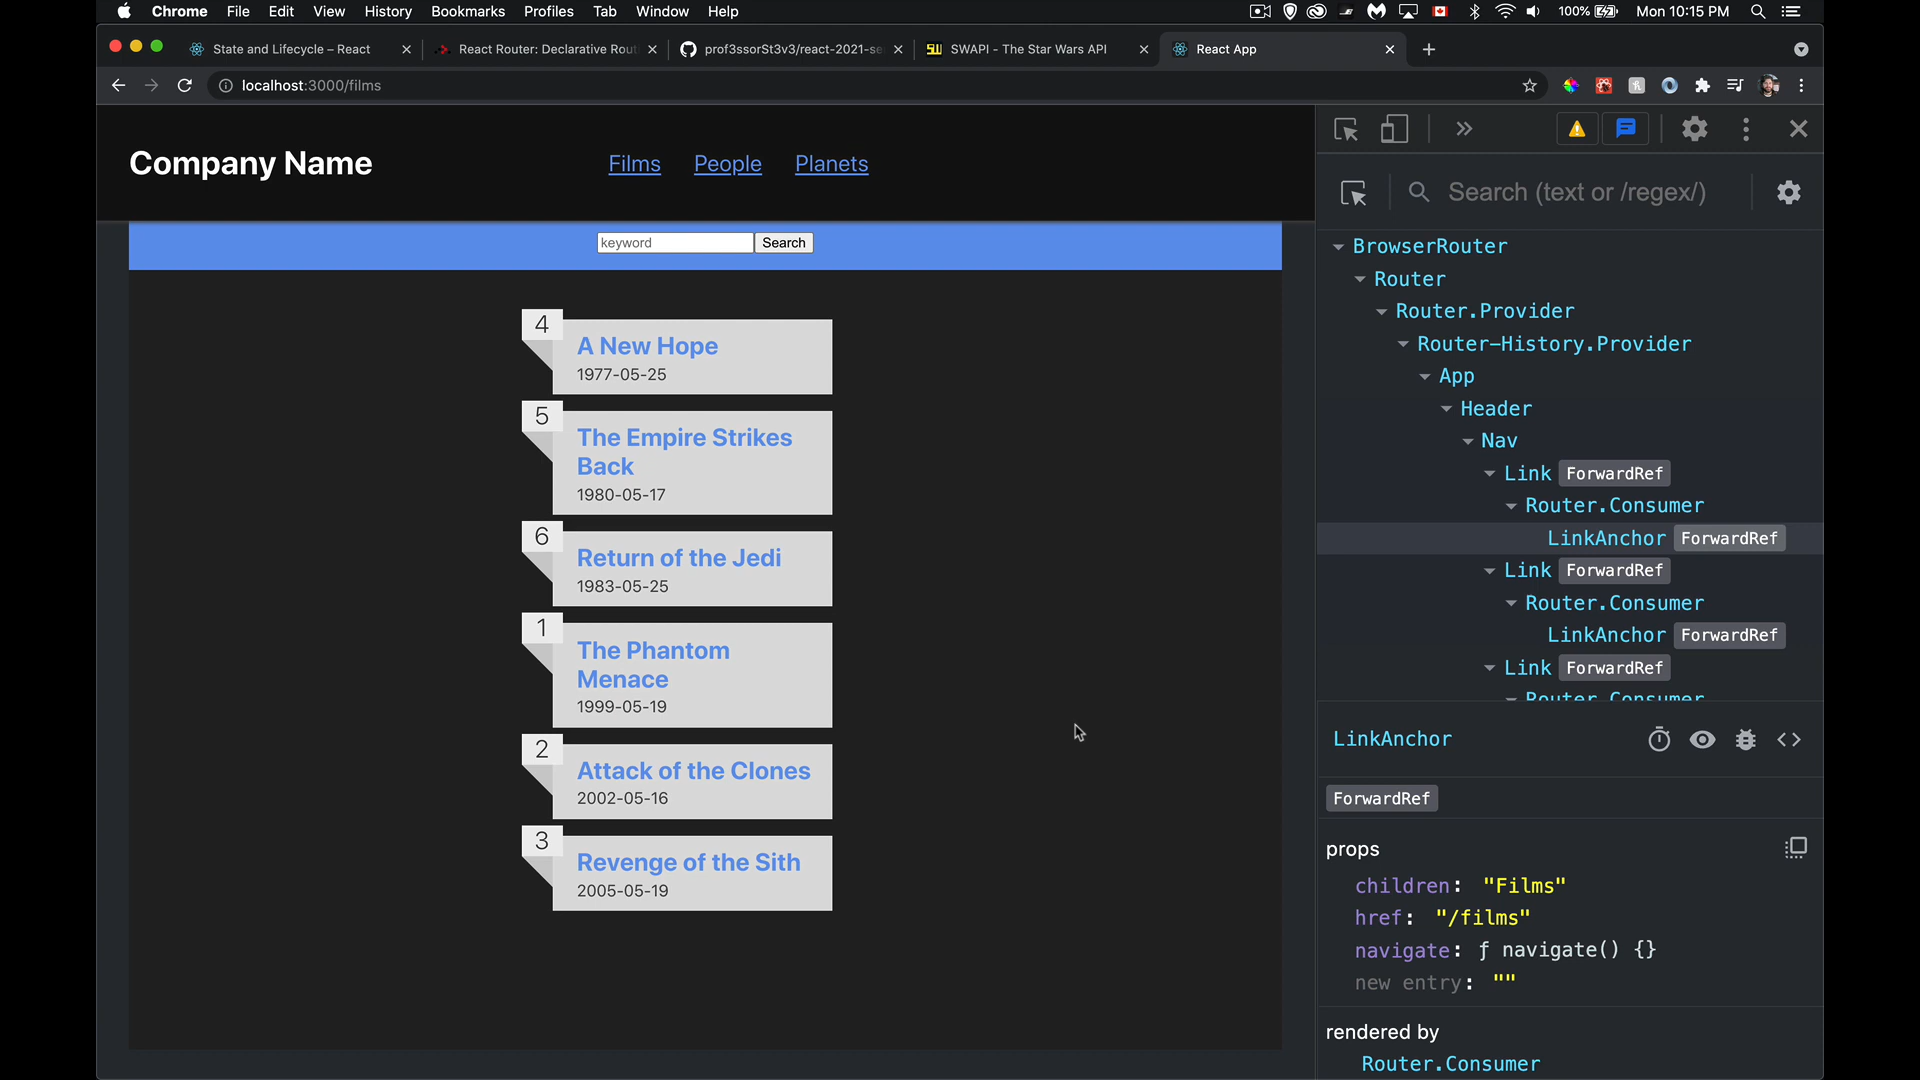 Chrome File Edit View History Bookmarks Profiles Tab Window Help 100% Mon 10:15 PM
State and Lifecycle – React React Router: Declarative Rout prof3ssorSt3v3/react-2021-se SWAPI - The Star Wars API React App
localhost:3000/films
Company Name Films People Planets
keyword Search
4
A New Hope
1977-05-25
5
The Empire Strikes
Back
1980-05-17
6
Return of the Jedi
1983-05-25
1
The Phantom
Menace
1999-05-19
2
Attack of the Clones
2002-05-16
3
Revenge of the Sith
2005-05-19
Search (text or /regex/)
BrowserRouter
Router
Router.Provider
Router-History.Provider
App
Header
Nav
Link ForwardRef
Router.Consumer
LinkAnchor ForwardRef
Link ForwardRef
Router.Consumer
LinkAnchor ForwardRef
Link ForwardRef
Router.Consumer
LinkAnchor
ForwardRef
props
children: "Films"
href: "/films"
navigate: ƒ navigate() {}
new entry: ""
rendered by
Router.Consumer